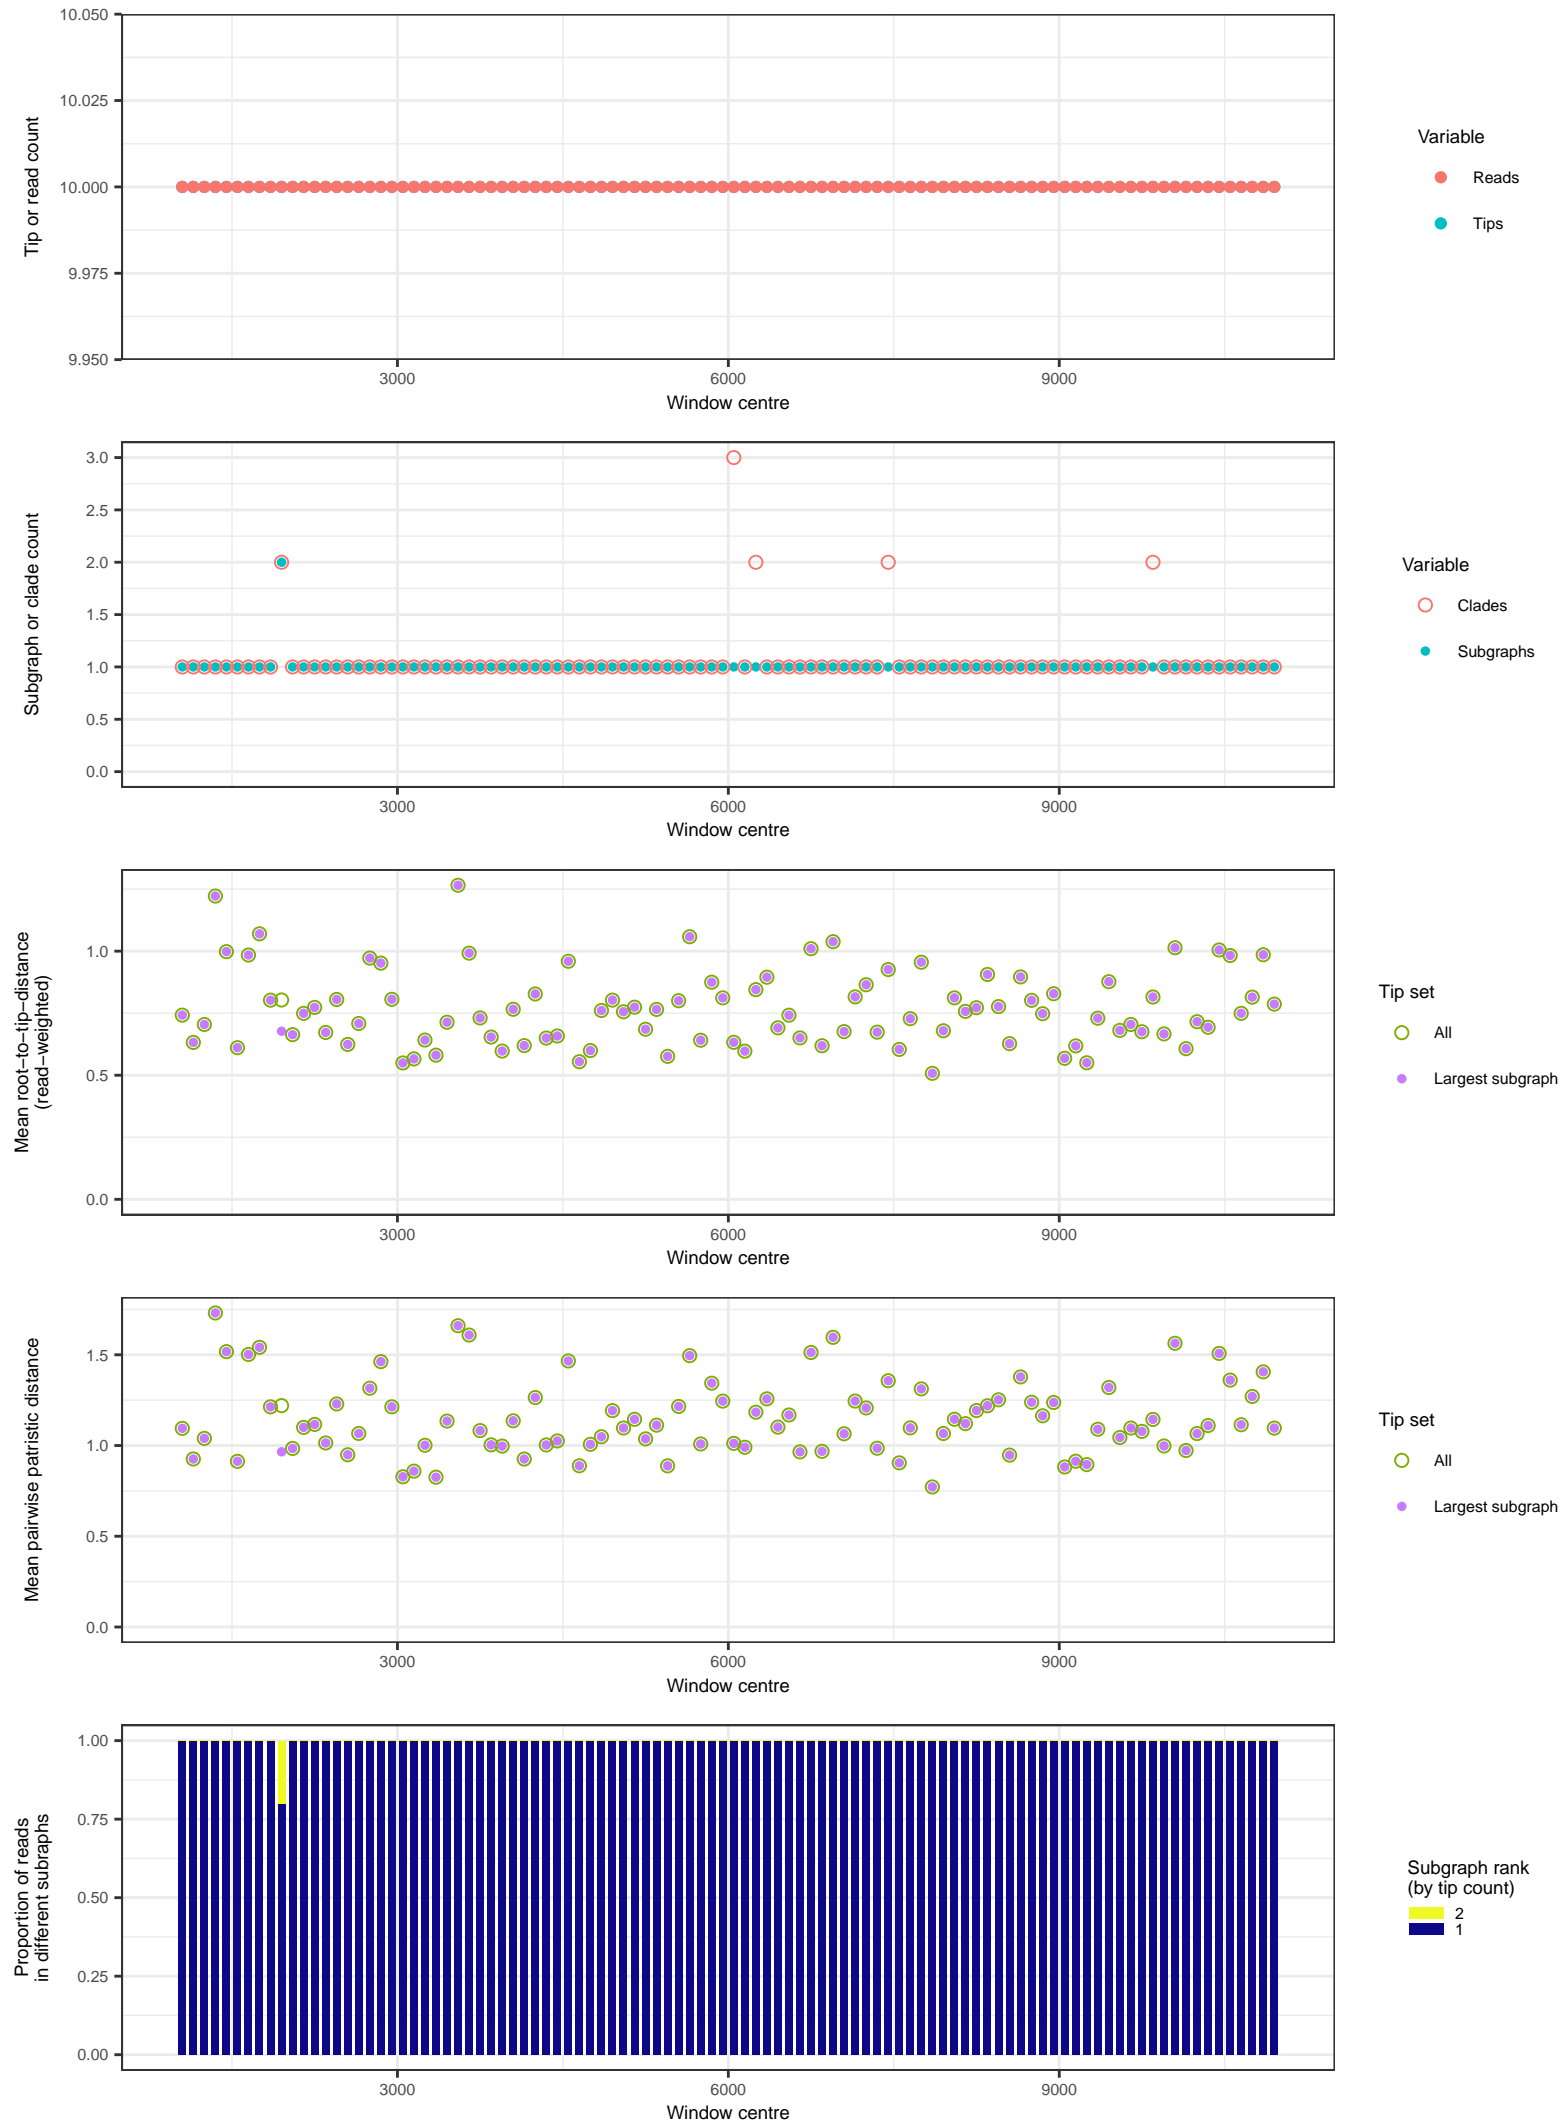 10.050
10.025
10.000
9.975
9.950
Tip or read count
3000 6000 9000
Window centre
Variable
Reads
Tips
3.0
2.5
2.0
1.5
1.0
0.5
0.0
Subgraph or clade count
3000 6000 9000
Window centre
Variable
Clades
Subgraphs
1.0
0.5
0.0
Mean root−to−tip−distance
(read−weighted)
3000 6000 9000
Window centre
Tip set
All
Largest subgraph
1.5
1.0
0.5
0.0
Mean pairwise patristic distance
3000 6000 9000
Window centre
Tip set
All
Largest subgraph
1.00
0.75
0.50
0.25
0.00
Proportion of reads
in different subraphs
3000 6000 9000
Window centre
Subgraph rank
(by tip count)
2
1